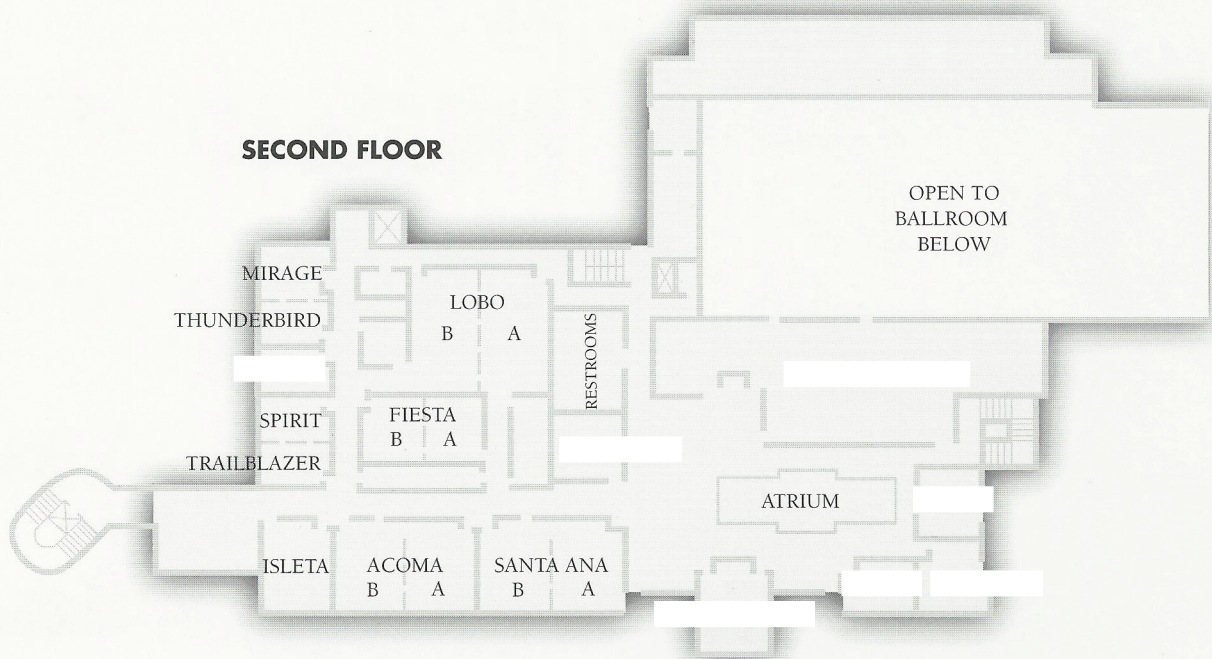 SECOND FLOOR
OPEN TO
BALLROOM
BELOW
MIRAGE
THUNDERBIRD
LOBO
B A
RESTROOMS
SPIRIT
TRAILBLAZER
FIESTA
B A
ATRIUM
ISLETA
ACOMA
B A
SANTA ANA
B A